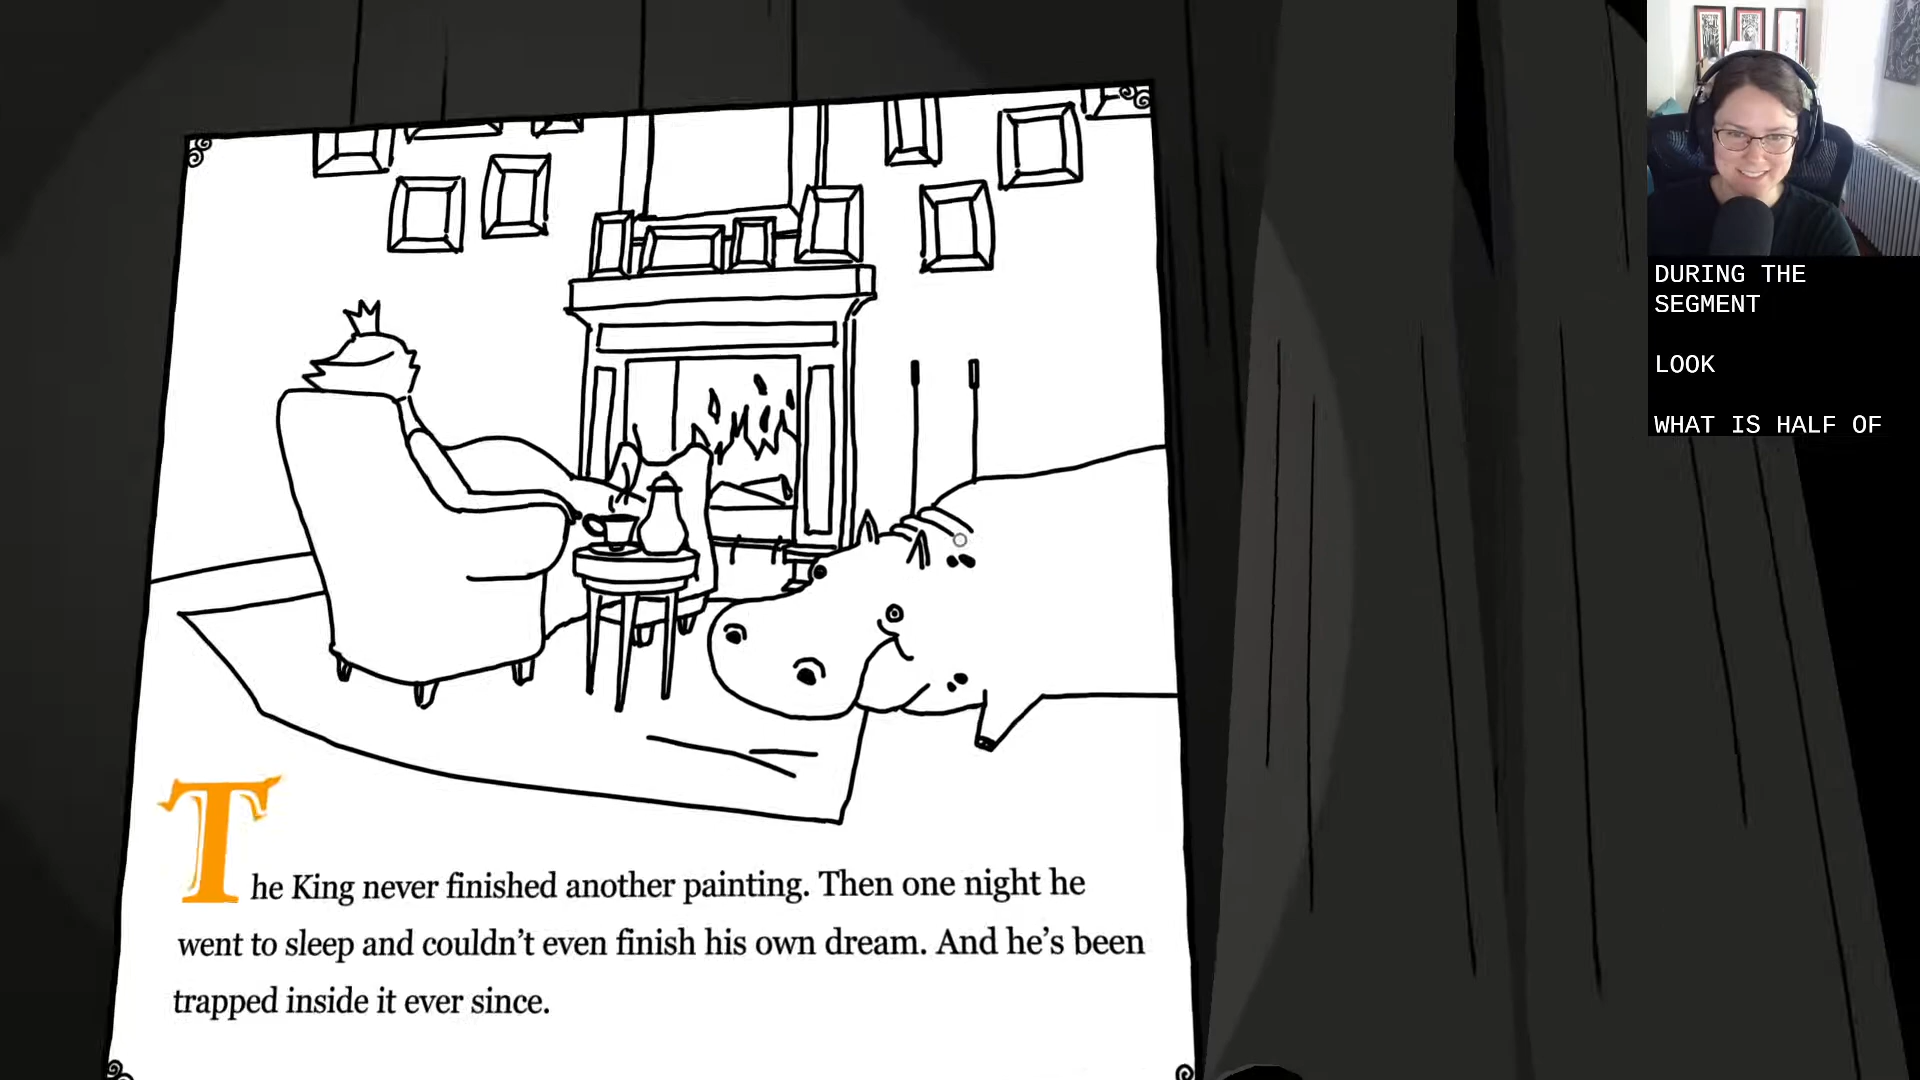 The King never finished another painting. Then one night he
went to sleep and couldn't even finish his own dream. And he's been
trapped inside it ever since.
DURING THE
SEGMENT
LOOK
WHAT IS HALF OF